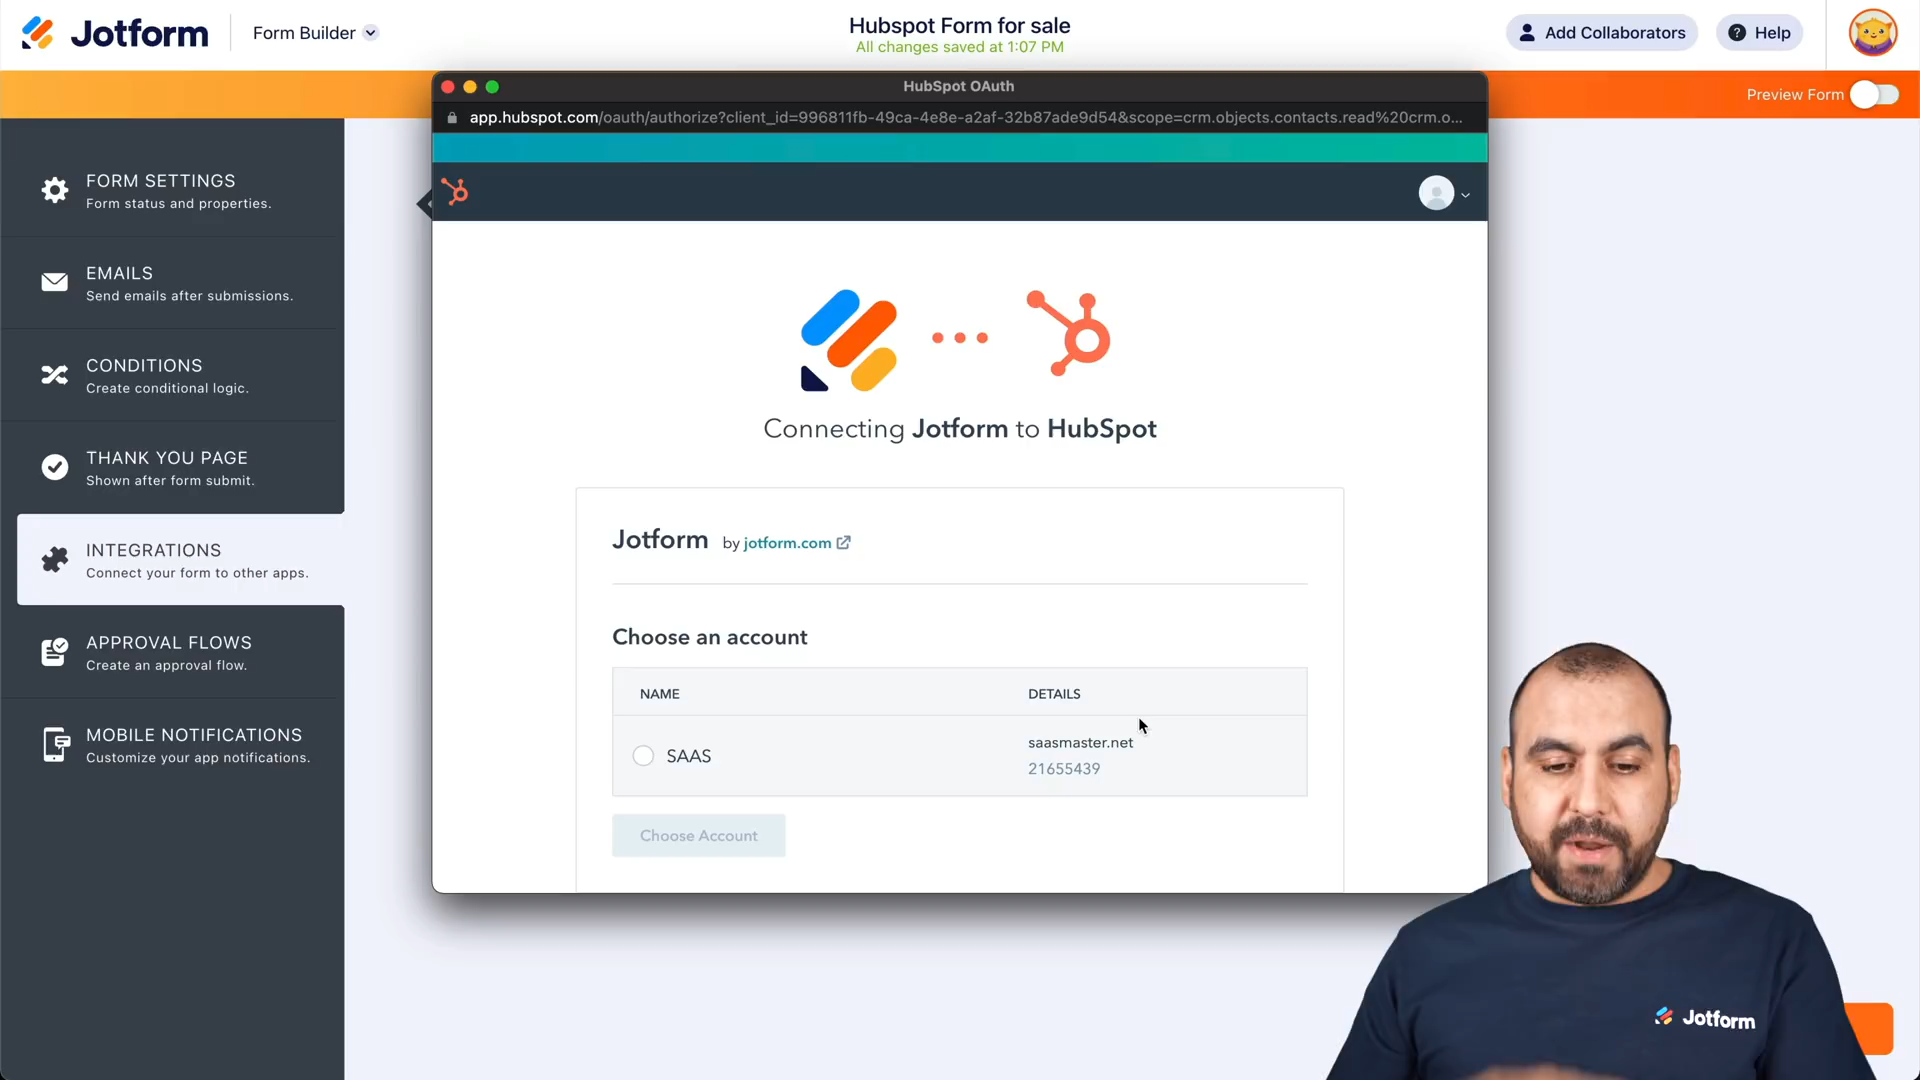 Jotform
Form Builder
Hubspot Form for sale
All changes saved at 1:07 PM
Add Collaborators
Help
Preview Form
HubSpot OAuth
app.hubspot.com/oauth/authorize?client_id=996811fb-49ca-4e8e-a2af-32b87ade9d54&scope=crm.objects.contacts.read%20crm.o...
FORM SETTINGS
Form status and properties.
EMAILS
Send emails after submissions.
CONDITIONS
Create conditional logic.
THANK YOU PAGE
Shown after form submit.
INTEGRATIONS
Connect your form to other apps.
APPROVAL FLOWS
Create an approval flow.
MOBILE NOTIFICATIONS
Customize your app notifications.
Connecting Jotform to HubSpot
Jotform by jotform.com
Choose an account
NAME DETAILS
SAAS
saasmaster.net
21655439
Choose Account
Jotform